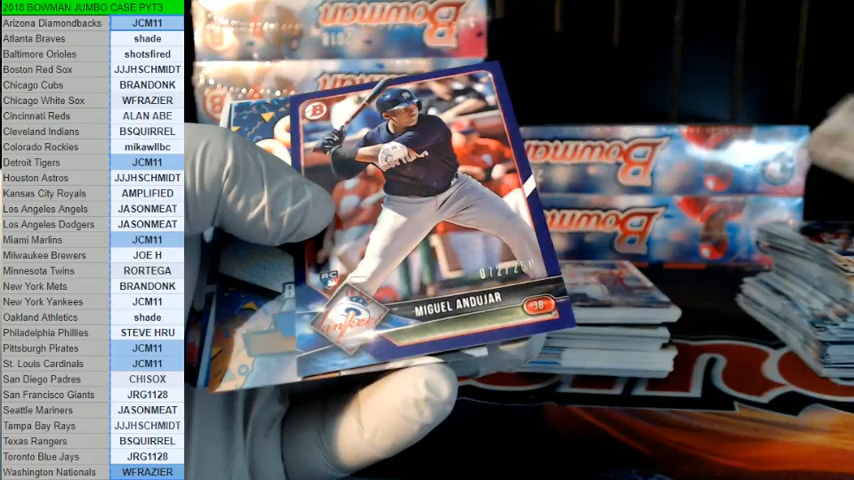 2018 BOWMAN JUMBO CASE PYT3
Arizona Diamondbacks JCM11
Atlanta Braves shade
Baltimore Orioles shotsfired
Boston Red Sox JJJHSCHMIDT
Chicago Cubs BRANDONK
Chicago White Sox WFRAZIER
Cincinnati Reds ALAN ABE
Cleveland Indians BSQUIRREL
Colorado Rockies mikawllbc
Detroit Tigers JCM11
Houston Astros JJJHSCHMIDT
Kansas City Royals AMPLIFIED
Los Angeles Angels JASONMEAT
Los Angeles Dodgers JASONMEAT
Miami Marlins JCM11
Milwaukee Brewers JOE H
Minnesota Twins RORTEGA
New York Mets BRANDONK
New York Yankees JCM11
Oakland Athletics shade
Philadelphia Phillies STEVE HRU
Pittsburgh Pirates JCM11
St. Louis Cardinals JCM11
San Diego Padres CHISOX
San Francisco Giants JRG1128
Seattle Mariners JASONMEAT
Tampa Bay Rays JJJHSCHMIDT
Texas Rangers BSQUIRREL
Toronto Blue Jays JRG1128
Washington Nationals WFRAZIER
Bowman
2018
Bowman
B
RC
Yankees
MIGUEL ANDUJAR
3B
Bowman
Bowman